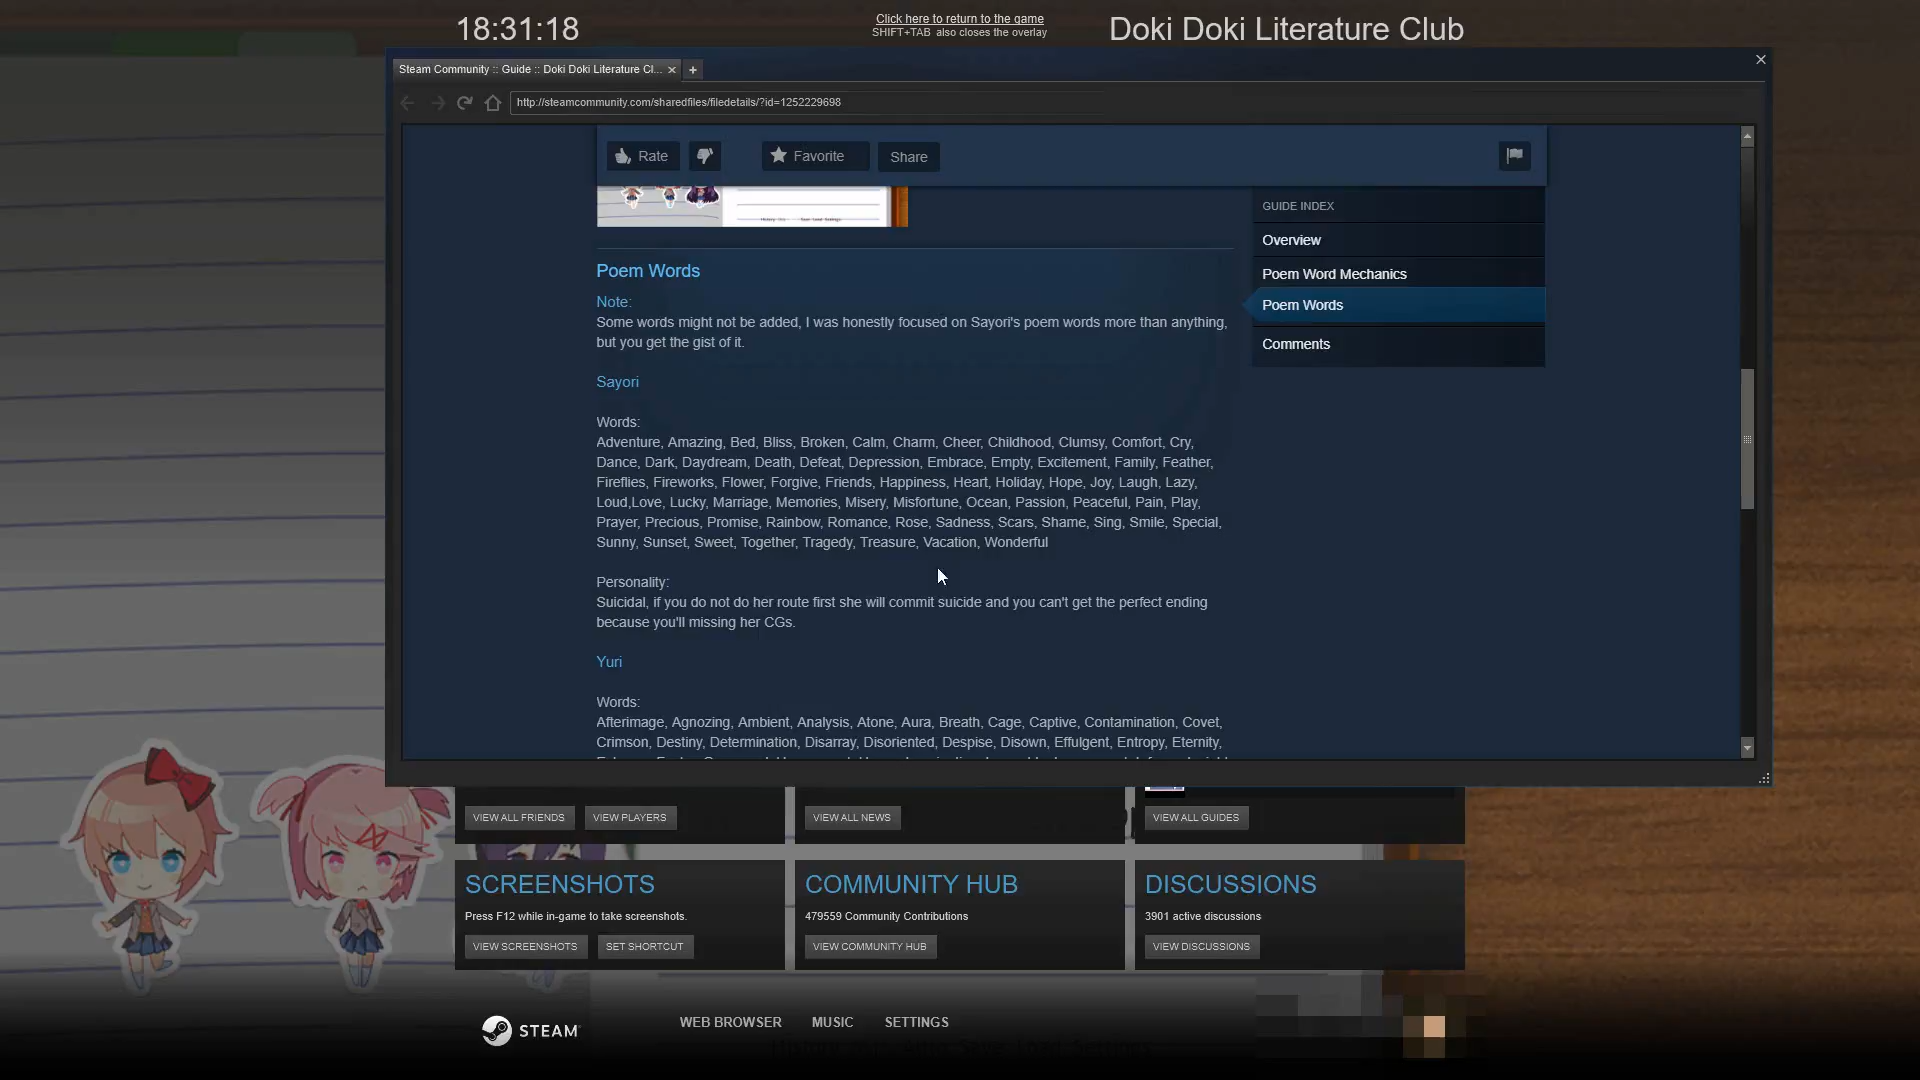 18:31:18
Click here to return to the game
SHIFT+TAB also closes the overlay
Doki Doki Literature Club
Steam Community :: Guide :: Doki Doki Literature Cl...
http://steamcommunity.com/sharedfiles/filedetails/?id=1252229698
Rate
Favorite
Share
GUIDE INDEX
Overview
Poem Word Mechanics
Poem Words
Comments
Poem Words
Note:
Some words might not be added, I was honestly focused on Sayori's poem words more than anything,
but you get the gist of it.
Sayori
Words:
Adventure, Amazing, Bed, Bliss, Broken, Calm, Charm, Cheer, Childhood, Clumsy, Comfort, Cry,
Dance, Dark, Daydream, Death, Defeat, Depression, Embrace, Empty, Excitement, Family, Feather,
Fireflies, Fireworks, Flower, Forgive, Friends, Happiness, Heart, Holiday, Hope, Joy, Laugh, Lazy,
Loud,Love, Lucky, Marriage, Memories, Misery, Misfortune, Ocean, Passion, Peaceful, Pain, Play,
Prayer, Precious, Promise, Rainbow, Romance, Rose, Sadness, Scars, Shame, Sing, Smile, Special,
Sunny, Sunset, Sweet, Together, Tragedy, Treasure, Vacation, Wonderful
Personality:
Suicidal, if you do not do her route first she will commit suicide and you can't get the perfect ending
because you'll missing her CGs.
Yuri
Words:
Afterimage, Agnozing, Ambient, Analysis, Atone, Aura, Breath, Cage, Captive, Contamination, Covet,
Crimson, Destiny, Determination, Disarray, Disoriented, Despise, Disown, Effulgent, Entropy, Eternity,
VIEW ALL FRIENDS
VIEW PLAYERS
VIEW ALL NEWS
VIEW ALL GUIDES
SCREENSHOTS
Press F12 while in-game to take screenshots.
VIEW SCREENSHOTS
SET SHORTCUT
COMMUNITY HUB
479559 Community Contributions
VIEW COMMUNITY HUB
DISCUSSIONS
3901 active discussions
VIEW DISCUSSIONS
STEAM
WEB BROWSER
MUSIC
SETTINGS
History Skip Auto Save Load Settings